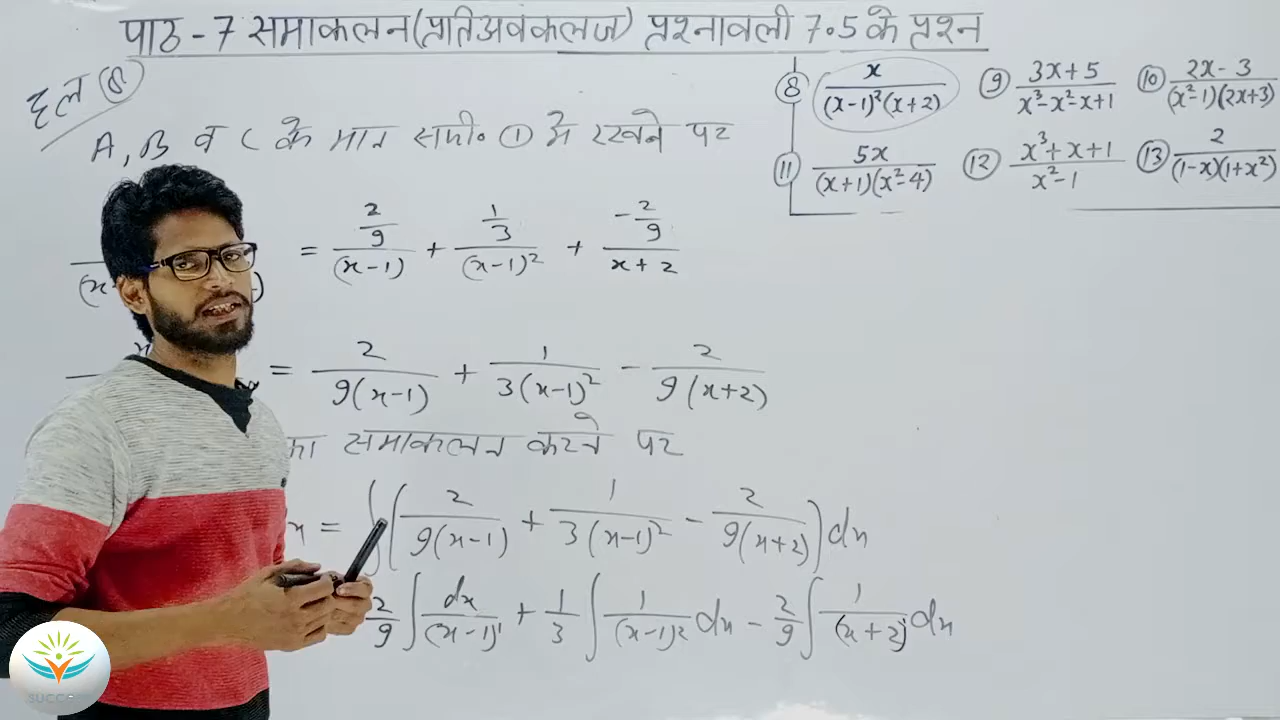 पाठ - 7 समाकलन(प्रतिअवकलज) प्रश्नावली 7.5 के प्रश्न
⑧ x/((x-1)²(x+2)) ⑨ (3x+5)/(x³-x²-x+1) ⑩ (2x-3)/((x²-1)(2x+3))
⑪ 5x/((x+1)(x²-4)) ⑫ (x³+x+1)/(x²-1) ⑬ 2/((1-x)(1+x²))
हल ⑧
A, B व C के मान समी० ① में रखने पर
= (2/9)/(x-1) + (1/3)/(x-1)² + (-2/9)/(x+2)
= 2/(9(x-1)) + 1/(3(x-1)²) - 2/(9(x+2))
का समाकलन करने पर
x = ∫(2/(9(x-1)) + 1/(3(x-1)²) - 2/(9(x+2)))dx
2/9 ∫dx/(x-1) + 1/3 ∫1/(x-1)² dx - 2/9 ∫1/(x+2) dx
SUCC